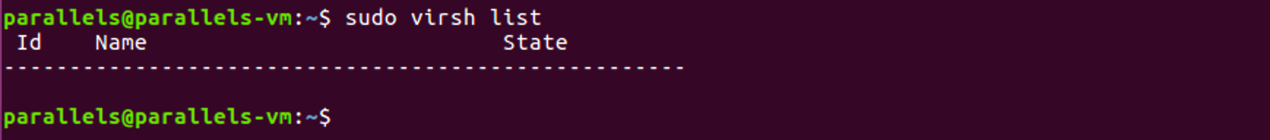 parallels@parallels-vm:~$ sudo virsh list
 Id    Name                           State
----------------------------------------------------
parallels@parallels-vm:~$